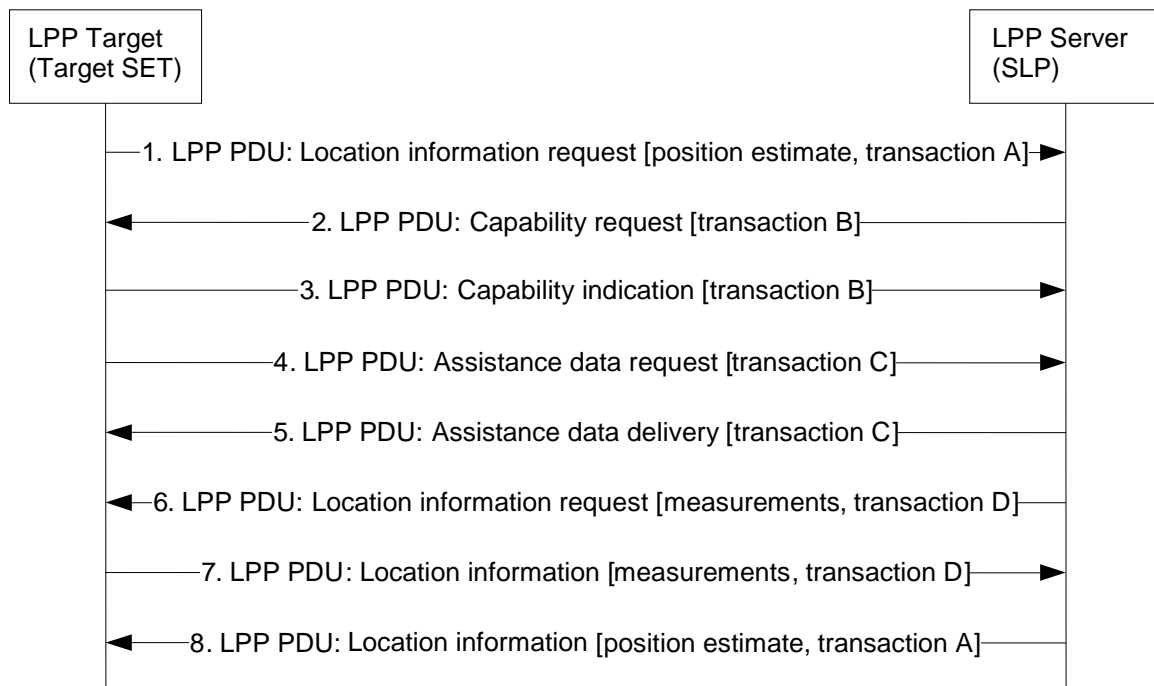 LPP Target
(Target SET)
LPP Server
(SLP)
1. LPP PDU: Location information request [position estimate, transaction A]
2. LPP PDU: Capability request [transaction B]
3. LPP PDU: Capability indication [transaction B]
4. LPP PDU: Assistance data request [transaction C]
5. LPP PDU: Assistance data delivery [transaction C]
6. LPP PDU: Location information request [measurements, transaction D]
7. LPP PDU: Location information [measurements, transaction D]
8. LPP PDU: Location information [position estimate, transaction A]